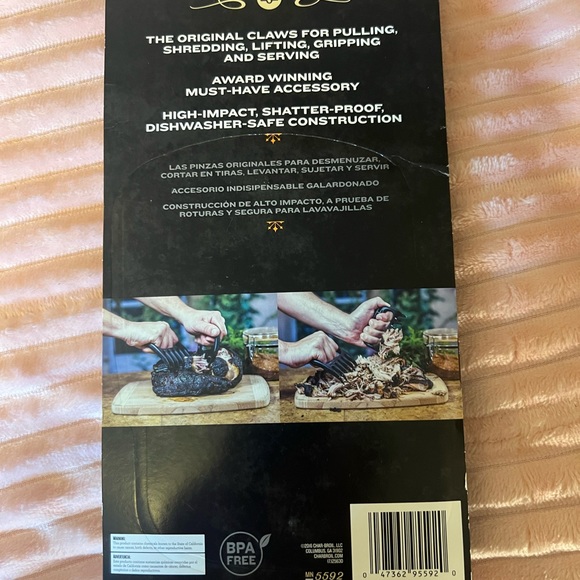 THE ORIGINAL CLAWS FOR PULLING,
SHREDDING, LIFTING, GRIPPING
AND SERVING
AWARD WINNING
MUST-HAVE ACCESSORY
HIGH-IMPACT, SHATTER-PROOF,
DISHWASHER-SAFE CONSTRUCTION
LAS PINZAS ORIGINALES PARA DESMENUZAR,
CORTAR EN TIRAS, LEVANTAR, SUJETAR Y SERVIR
ACCESORIO INDISPENSABLE GALARDONADO
CONSTRUCCIÓN DE ALTO IMPACTO, A PRUEBA DE
ROTURAS Y SEGURA PARA LAVAVAJILLAS
WARNING
ADVERTENCIA
BPA
FREE
CHAR-BROIL, LLC
COLUMBUS, GA 31902
CHARBROIL.COM
MN 5592
0 47362 95592 0